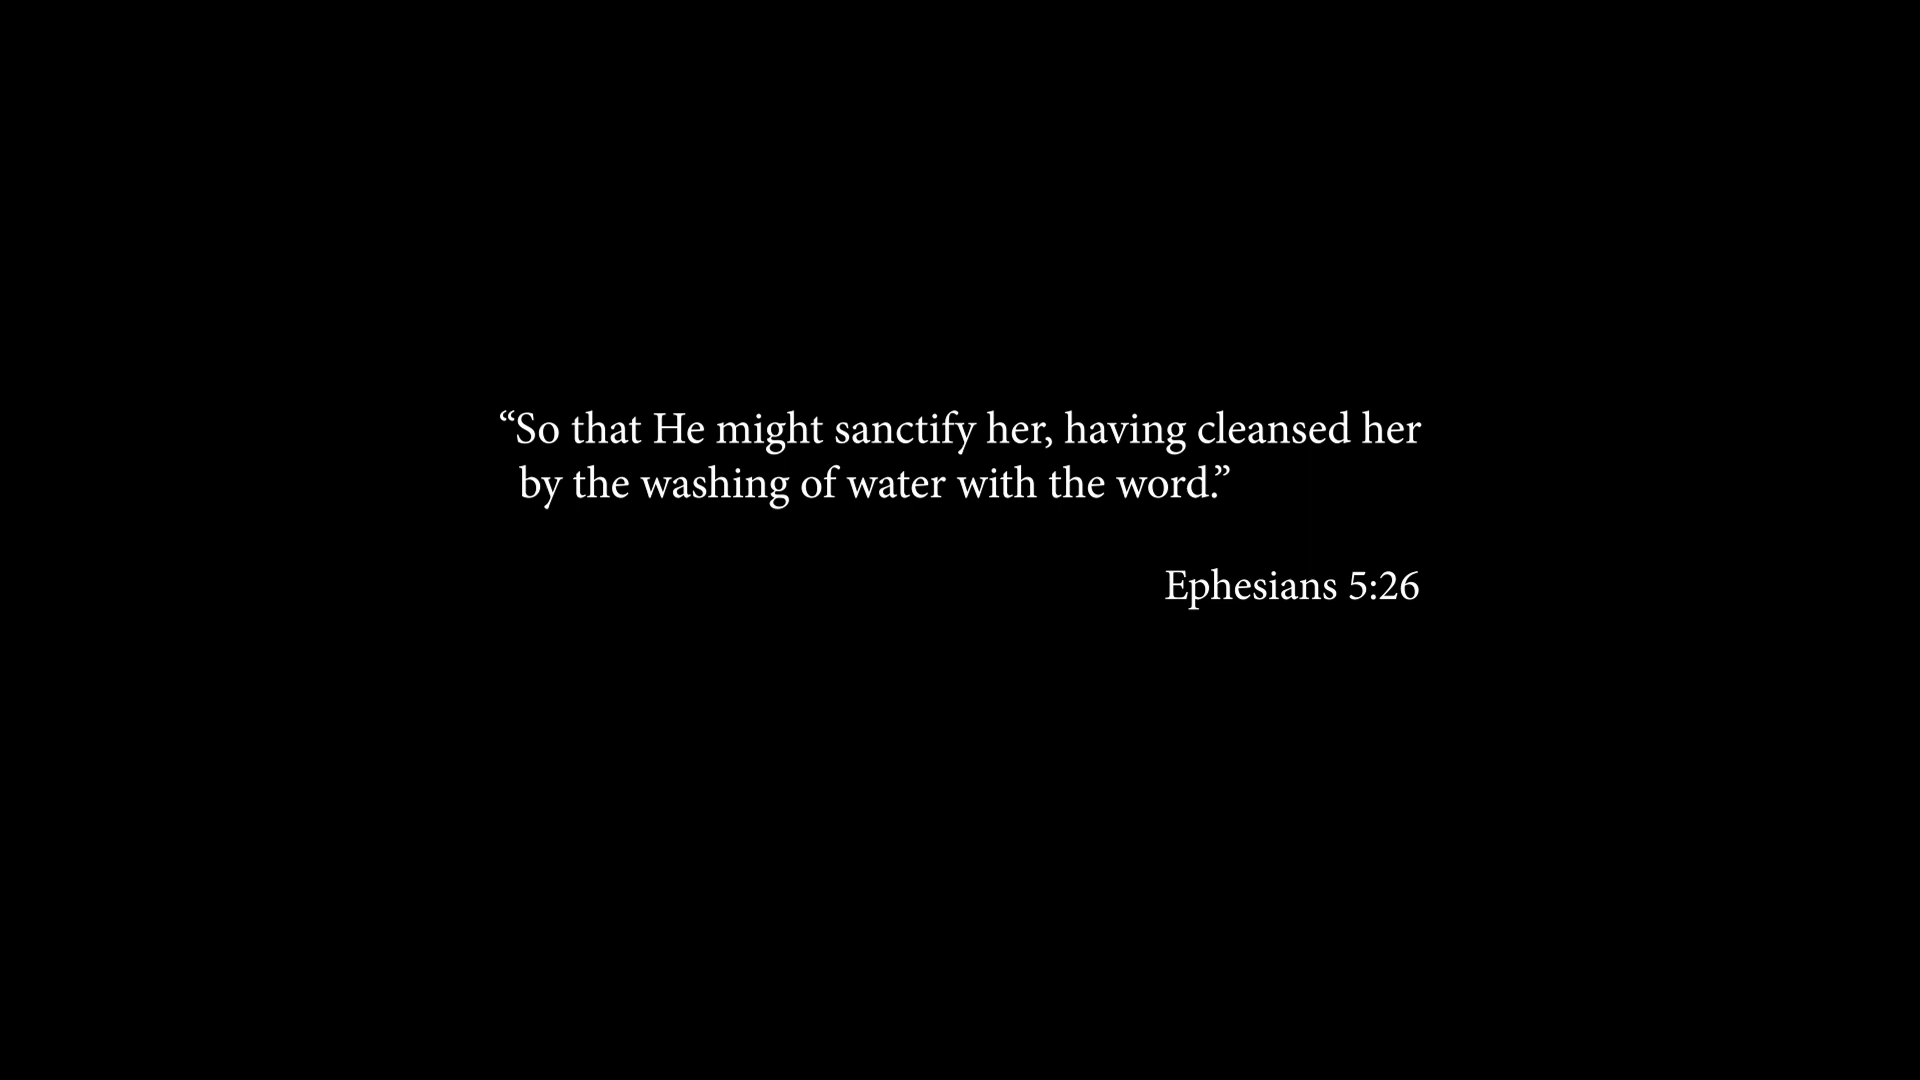 “So that He might sanctify her, having cleansed her
by the washing of water with the word.”
Ephesians 5:26